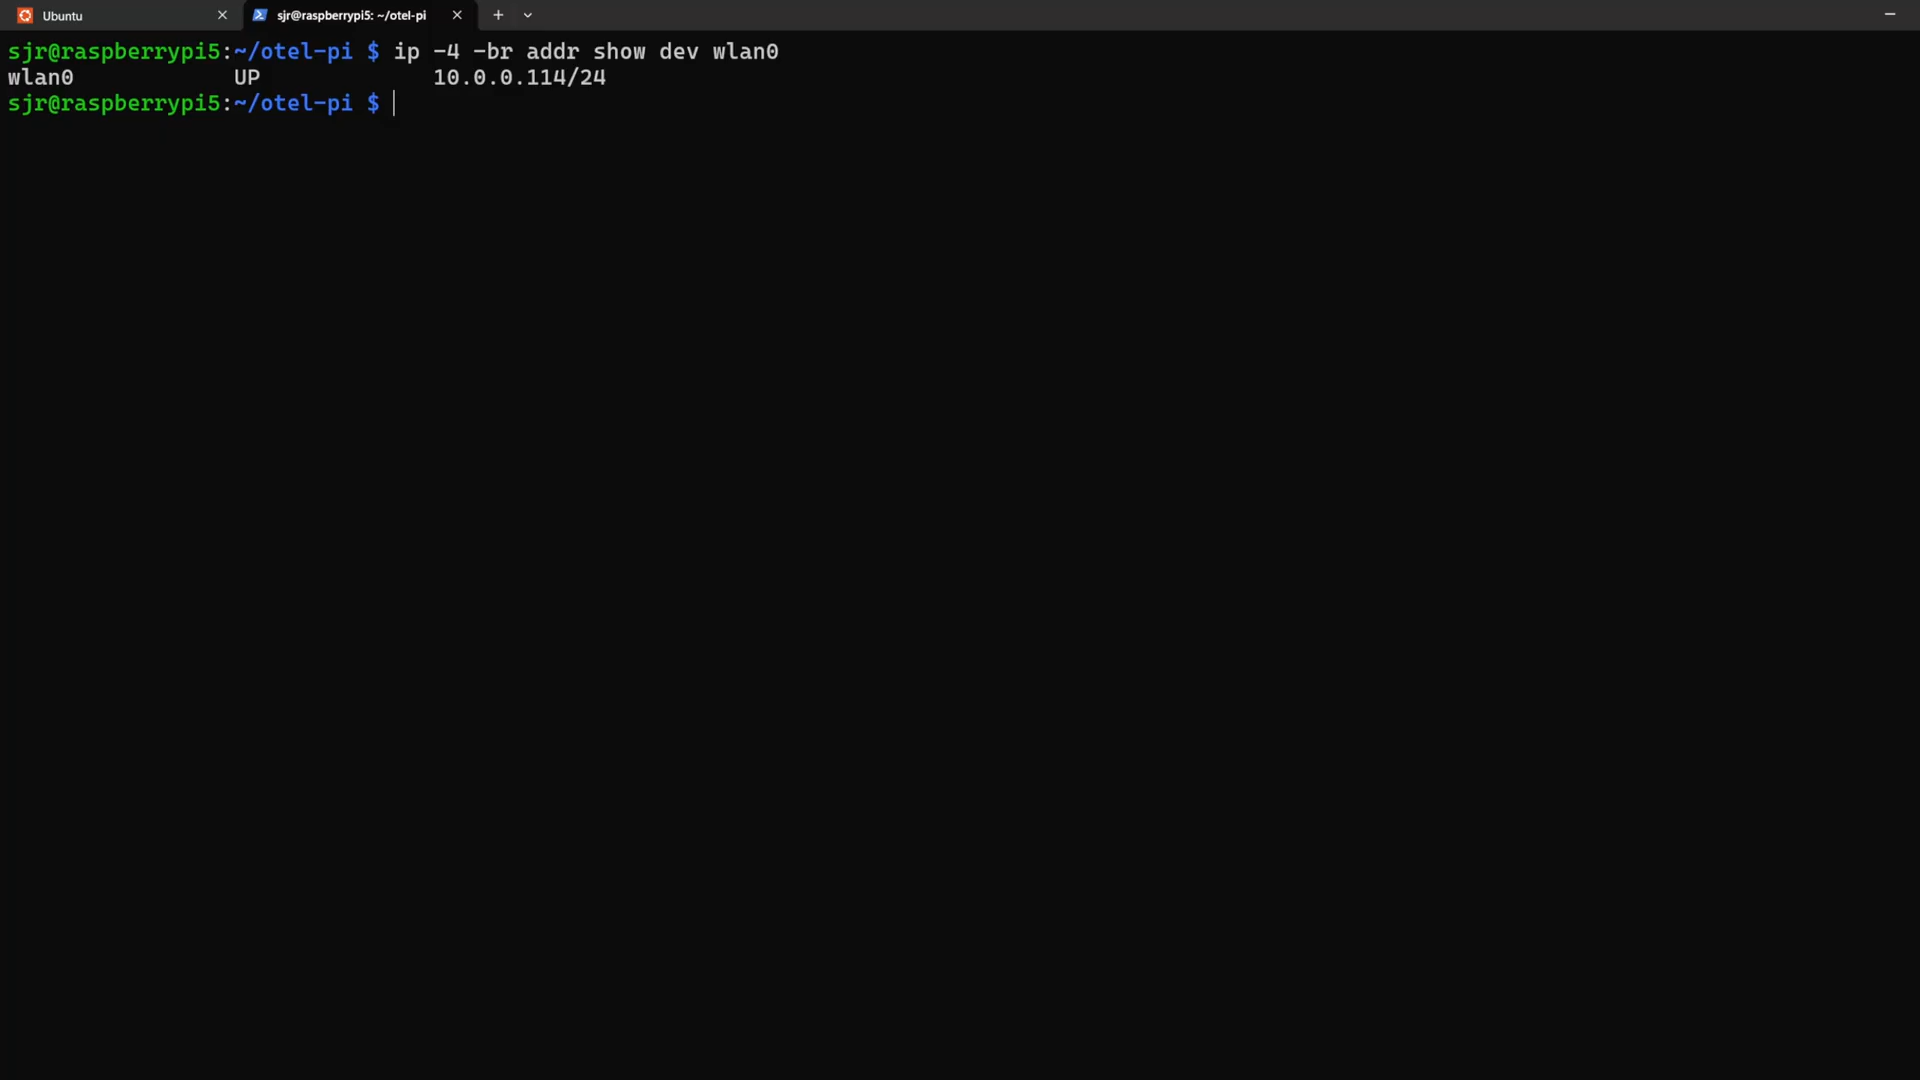 Ubuntu
sjr@raspberrypi5: ~/otel-pi
sjr@raspberrypi5:~/otel-pi $ ip -4 -br addr show dev wlan0
wlan0 UP 10.0.0.114/24
sjr@raspberrypi5:~/otel-pi $